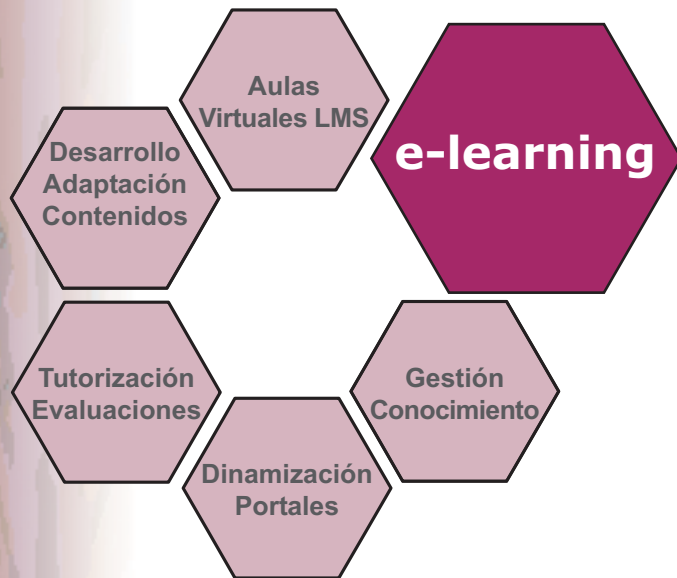 Aulas
Virtuales LMS
e-learning
Desarrollo
Adaptación
Contenidos
Tutorización
Evaluaciones
Gestión
Conocimiento
Dinamización
Portales